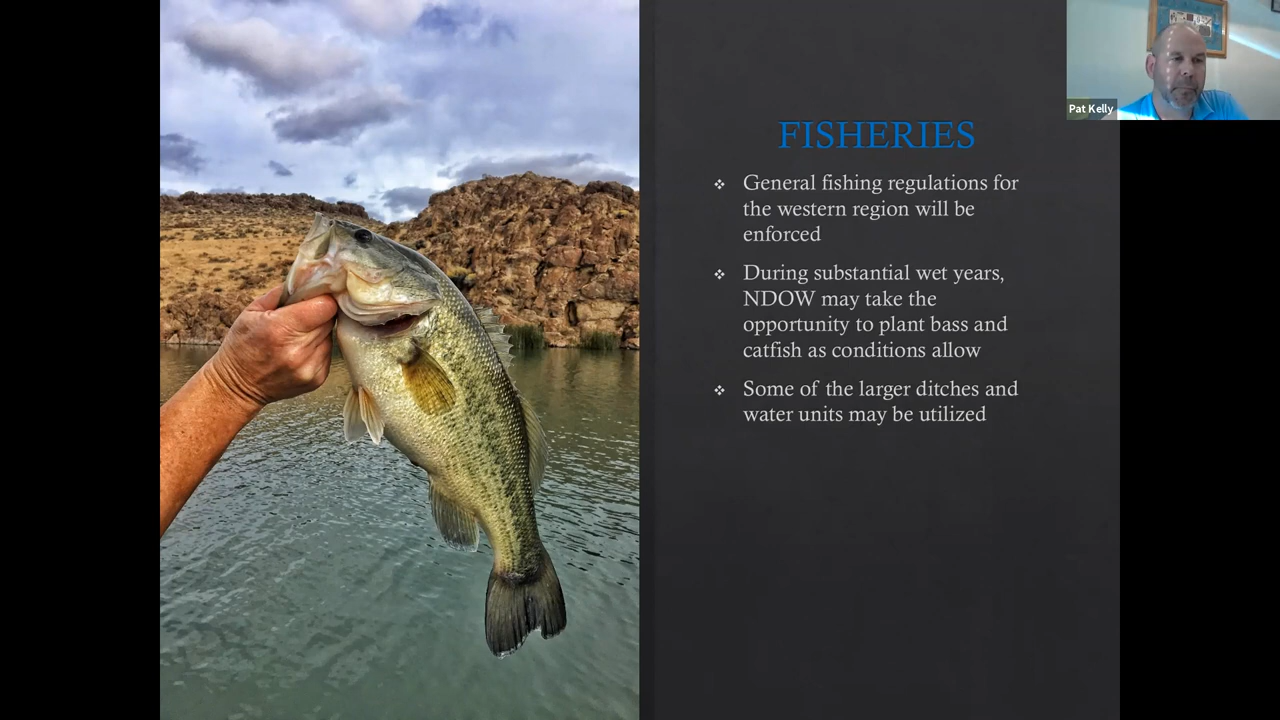 Pat Kelly
FISHERIES
❖ General fishing regulations for
the western region will be
enforced
❖ During substantial wet years,
NDOW may take the
opportunity to plant bass and
catfish as conditions allow
❖ Some of the larger ditches and
water units may be utilized